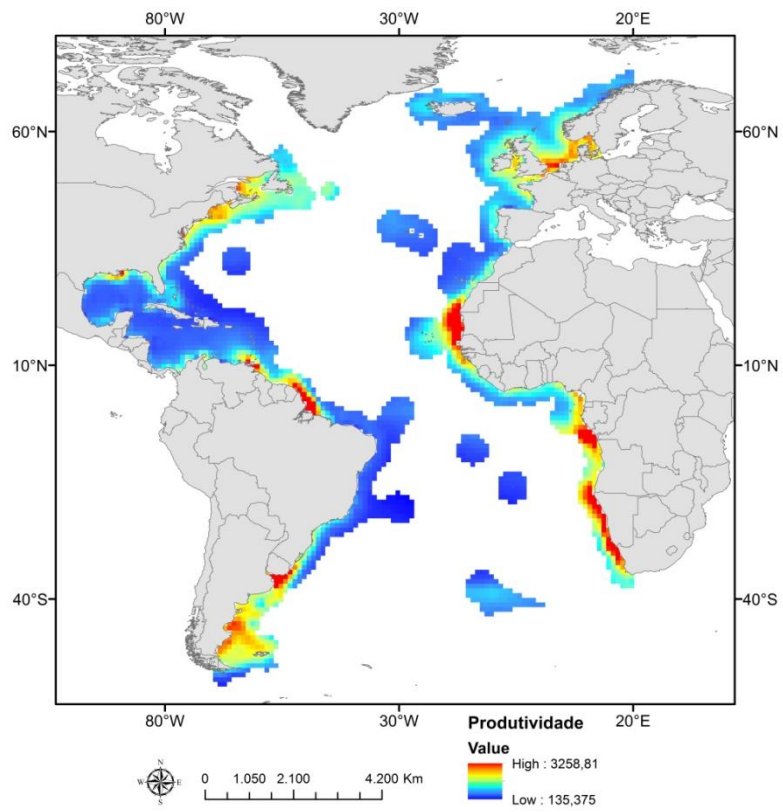 80°W 30°W 20°E
60°N 60°N
10°N 10°N
40°S 40°S
80°W 30°W 20°E
Produtividade
Value
High : 3258,81
Low : 135,375
N
W E
S
0 1.050 2.100 4.200 Km